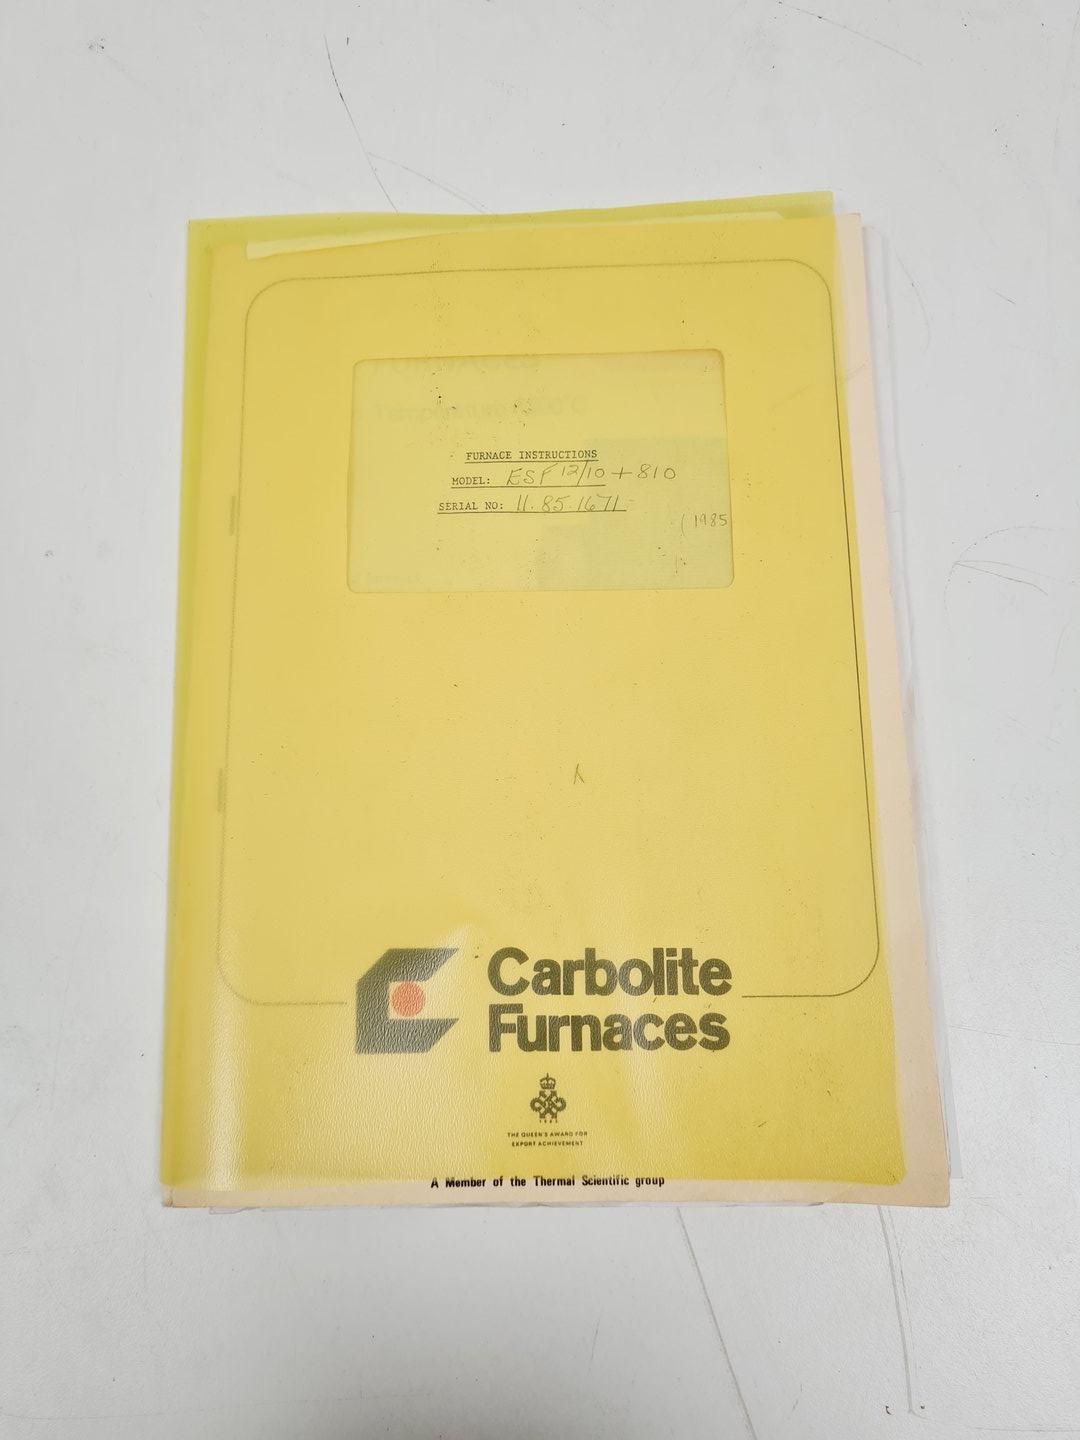 FURNACE INSTRUCTIONS
MODEL: ESF 12/10 + 810
SERIAL NO: 11.85.1671
(1985
Carbolite
Furnaces
THE QUEEN'S AWARD FOR
EXPORT ACHIEVEMENT
A Member of the Thermal Scientific group